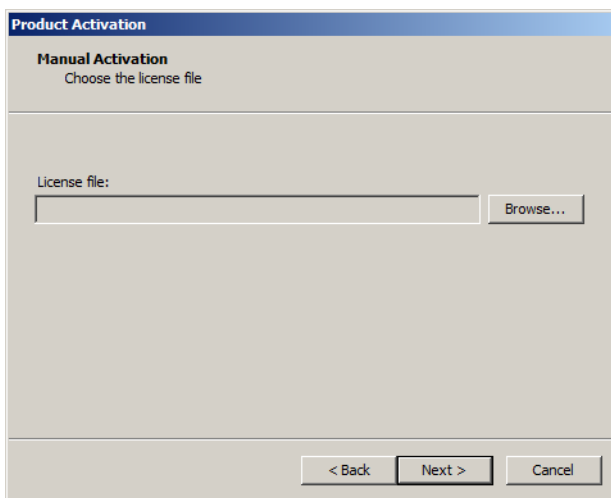 Product Activation
Manual Activation
Choose the license file
License file:
Browse...
< Back Next > Cancel